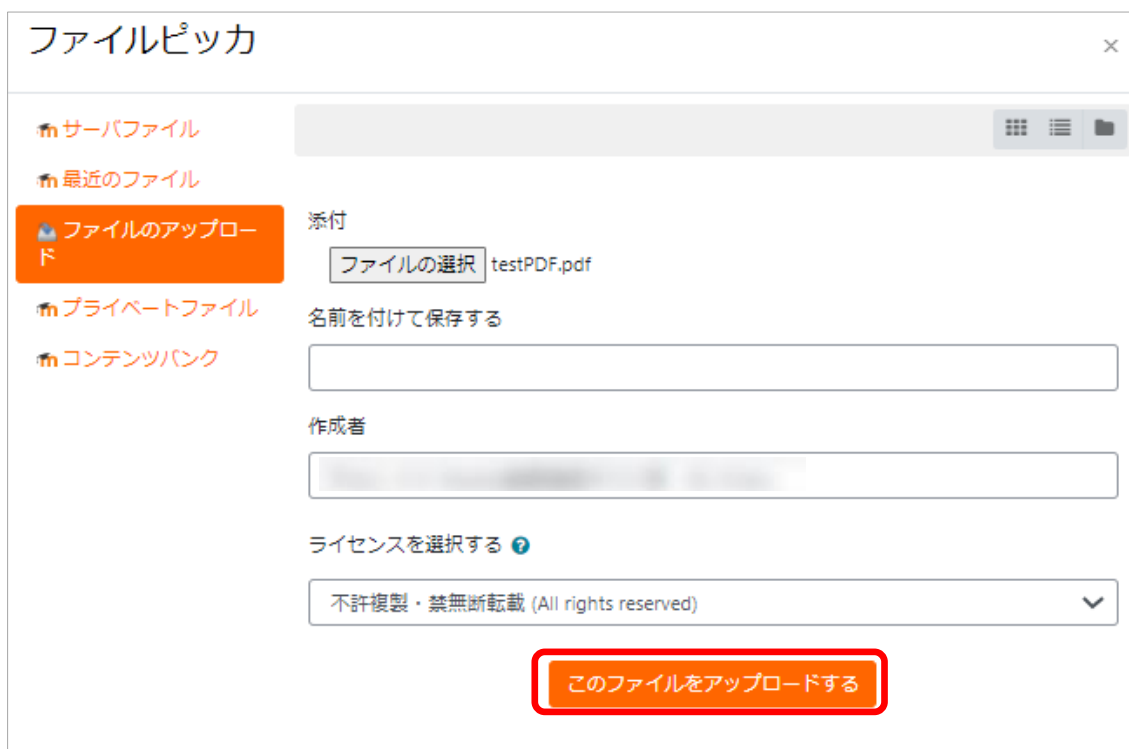 ファイルピッカ
×
サーバファイル
最近のファイル
ファイルのアップロー
ド
プライベートファイル
コンテンツバンク
添付
ファイルの選択 testPDF.pdf
名前を付けて保存する
作成者
ライセンスを選択する
不許複製・禁無断転載 (All rights reserved)
このファイルをアップロードする